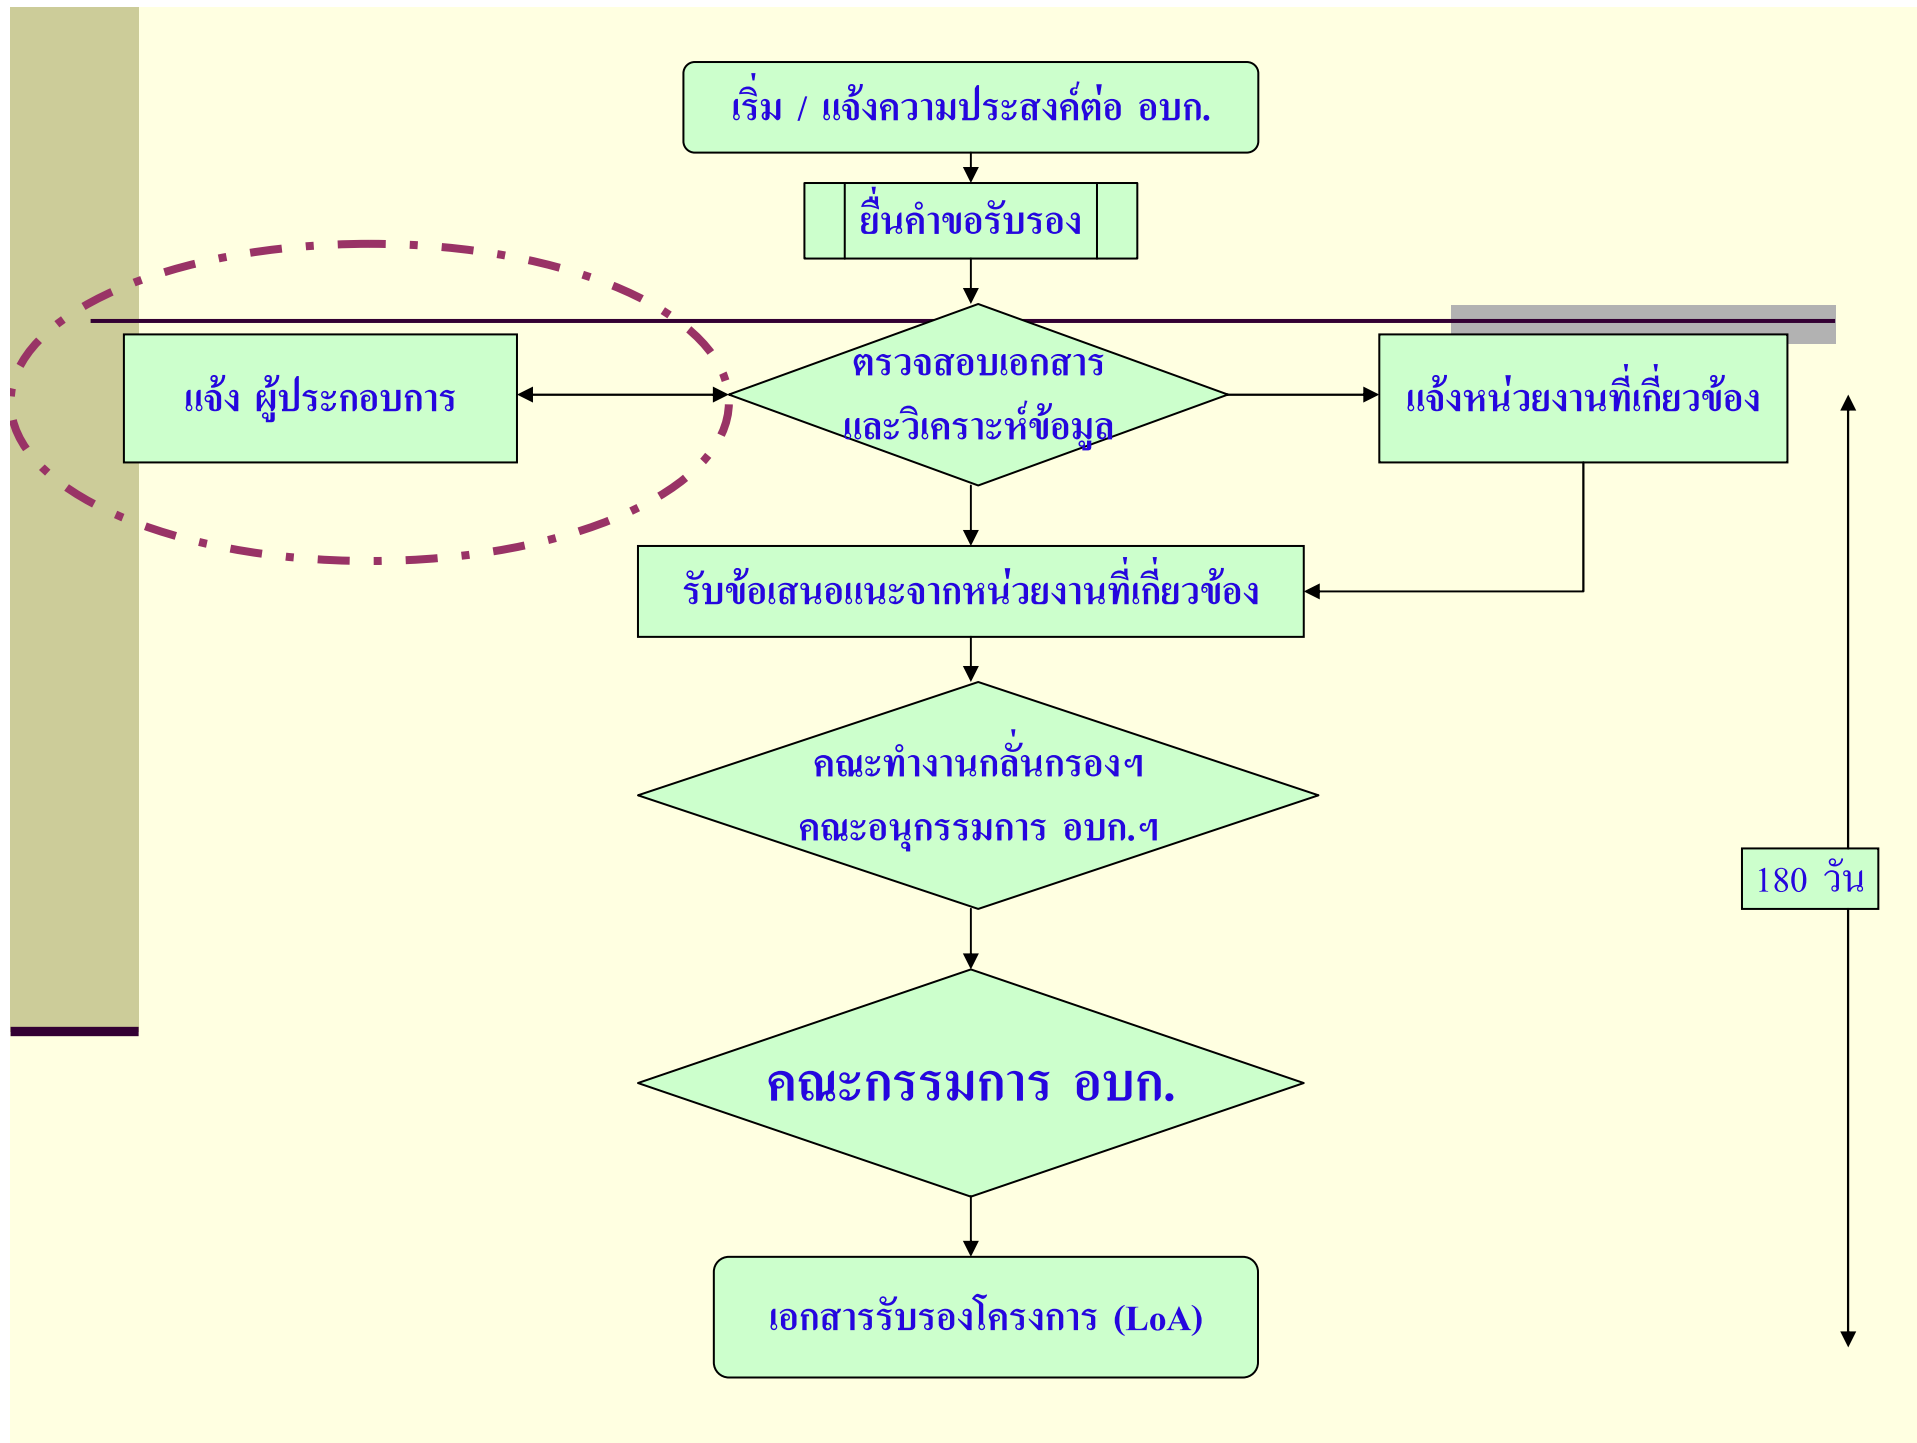 เริ่ม / แจ้งความประสงค์ต่อ อบก.
ยื่นคำขอรับรอง
ตรวจสอบเอกสาร
และวิเคราะห์ข้อมูล
แจ้ง ผู้ประกอบการ
แจ้งหน่วยงานที่เกี่ยวข้อง
รับข้อเสนอแนะจากหน่วยงานที่เกี่ยวข้อง
คณะทำงานกลั่นกรองฯ
คณะอนุกรรมการ อบก.ฯ
180 วัน
คณะกรรมการ อบก.
เอกสารรับรองโครงการ (LoA)